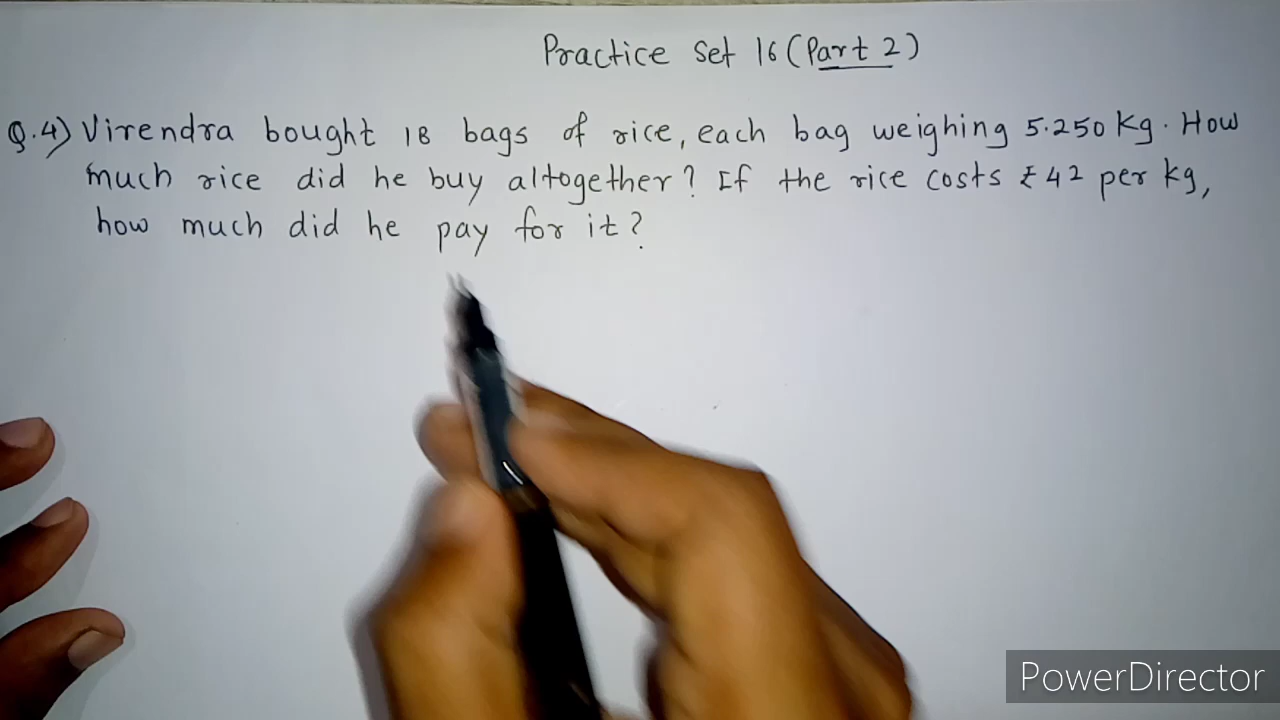 Practice Set 16 (Part 2)
Q.4) Virendra bought 18 bags of rice, each bag weighing 5.250 kg. How
much rice did he buy altogether? If the rice costs ₹42 per kg,
how much did he pay for it?
PowerDirector